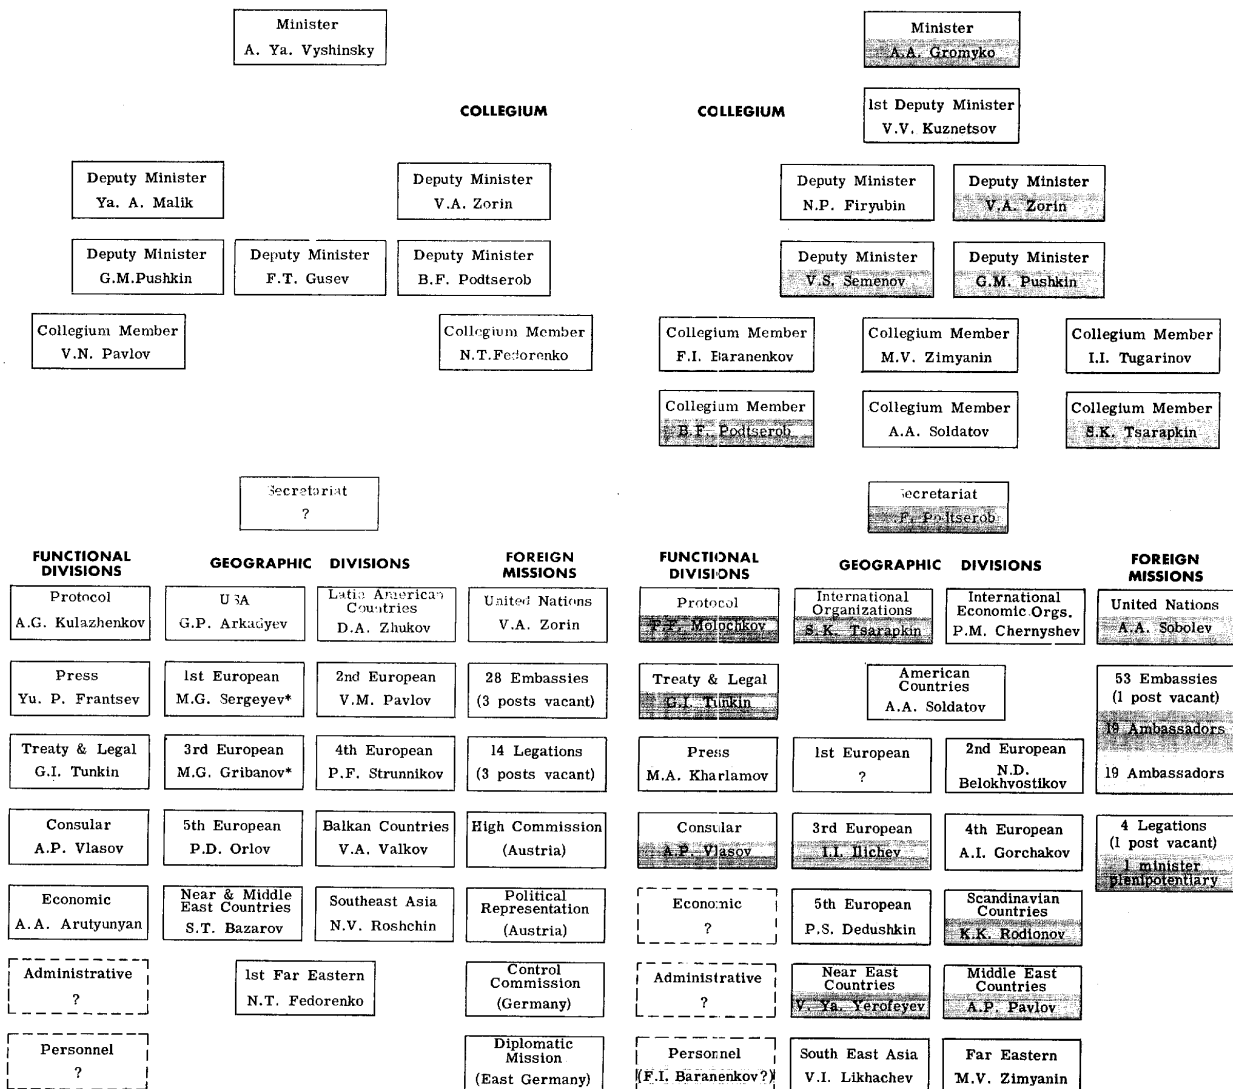 Minister
A. Ya. Vyshinsky
COLLEGIUM
Deputy Minister
Ya. A. Malik
Deputy Minister
V.A. Zorin
Deputy Minister
G.M.Pushkin
Deputy Minister
F.T. Gusev
Deputy Minister
B.F. Podtserob
Collegium Member
V.N. Pavlov
Collegium Member
N.T.Fedorenko
Secretariat
?
FUNCTIONAL
DIVISIONS
GEOGRAPHIC DIVISIONS
FOREIGN
MISSIONS
Protocol
A.G. Kulazhenkov
USA
G.P. Arkadyev
Latin American
Countries
D.A. Zhukov
United Nations
V.A. Zorin
Press
Yu. P. Frantsev
1st European
M.G. Sergeyev*
2nd European
V.M. Pavlov
28 Embassies
(3 posts vacant)
Treaty & Legal
G.I. Tunkin
3rd European
M.G. Gribanov*
4th European
P.F. Strunnikov
14 Legations
(3 posts vacant)
Consular
A.P. Vlasov
5th European
P.D. Orlov
Balkan Countries
V.A. Valkov
High Commission
(Austria)
Economic
A.A. Arutyunyan
Near & Middle
East Countries
S.T. Bazarov
Southeast Asia
N.V. Roshchin
Political
Representation
(Austria)
Administrative
?
1st Far Eastern
N.T. Fedorenko
Control
Commission
(Germany)
Personnel
?
Diplomatic
Mission
(East Germany)
Minister
A.A. Gromyko
COLLEGIUM
1st Deputy Minister
V.V. Kuznetsov
Deputy Minister
N.P. Firyubin
Deputy Minister
V.A. Zorin
Deputy Minister
V.S. Semenov
Deputy Minister
G.M. Pushkin
Collegium Member
F.I. Baranenkov
Collegium Member
M.V. Zimyanin
Collegium Member
I.I. Tugarinov
Collegium Member
B.F. Podtserob
Collegium Member
A.A. Soldatov
Collegium Member
S.K. Tsarapkin
Secretariat
.F. Podtserob
FUNCTIONAL
DIVISIONS
GEOGRAPHIC DIVISIONS
FOREIGN
MISSIONS
Protocol
F.F. Molochkov
International
Organizations
S.K. Tsarapkin
International
Economic Orgs.
P.M. Chernyshev
United Nations
A.A. Sobolev
Treaty & Legal
G.I. Tunkin
American
Countries
A.A. Soldatov
53 Embassies
(1 post vacant)
19 Ambassadors
19 Ambassadors
Press
M.A. Kharlamov
1st European
?
2nd European
N.D.
Belokhvostikov
Consular
A.P. Vlasov
3rd European
I.I. Ilichev
4th European
A.I. Gorchakov
4 Legations
(1 post vacant)
1 minister
plenipotentiary
Economic
?
5th European
P.S. Dedushkin
Scandinavian
Countries
K.K. Rodionov
Administrative
?
Near East
Countries
V. Ya. Yerofeyev
Middle East
Countries
A.P. Pavlov
Personnel
(F.I. Baranenkov?)
South East Asia
V.I. Likhachev
Far Eastern
M.V. Zimyanin